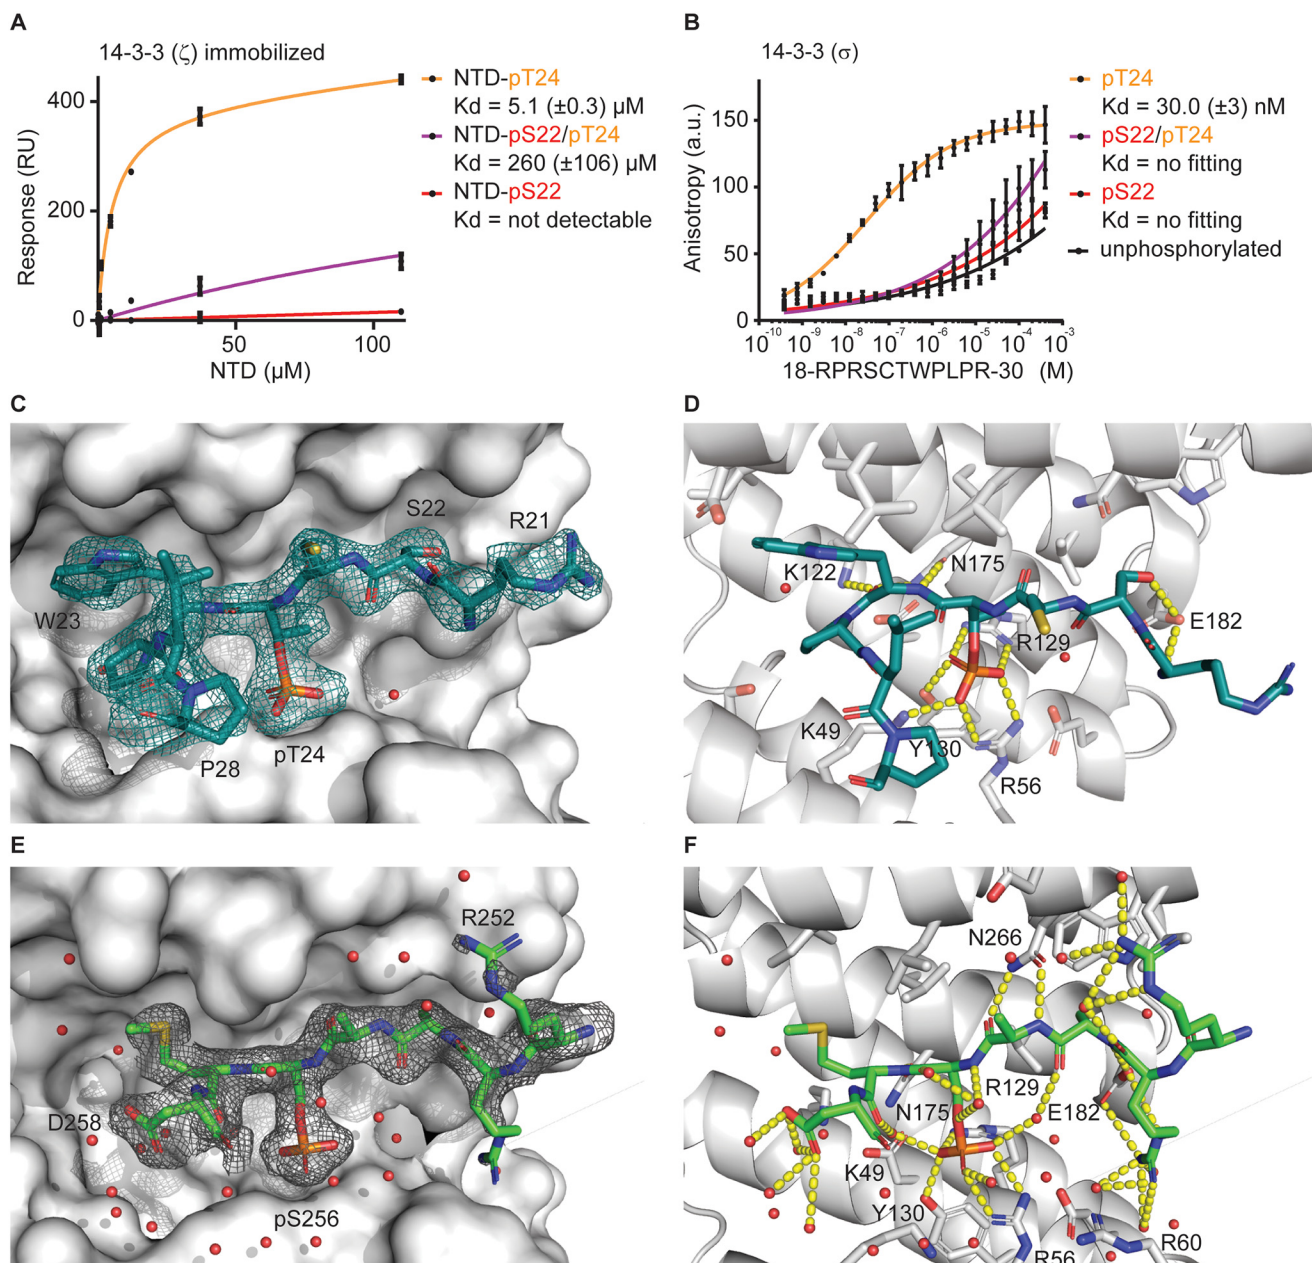 A
14-3-3 (ζ) immobilized
Response (RU)
400
200
0
50
100
NTD (µM)
NTD-pT24
Kd = 5.1 (±0.3) µM
NTD-pS22/pT24
Kd = 260 (±106) µM
NTD-pS22
Kd = not detectable
B
14-3-3 (σ)
Anisotropy (a.u.)
150
100
50
0
10⁻¹⁰ 10⁻⁹ 10⁻⁸ 10⁻⁷ 10⁻⁶ 10⁻⁵ 10⁻⁴ 10⁻³
18-RPRSCTWPLPR-30 (M)
pT24
Kd = 30.0 (±3) nM
pS22/pT24
Kd = no fitting
pS22
Kd = no fitting
unphosphorylated
C
S22
R21
W23
P28
pT24
D
K122
N175
R129
E182
K49
Y130
R56
E
R252
D258
pS256
F
N266
R129
N175
E182
K49
Y130
R56
R60